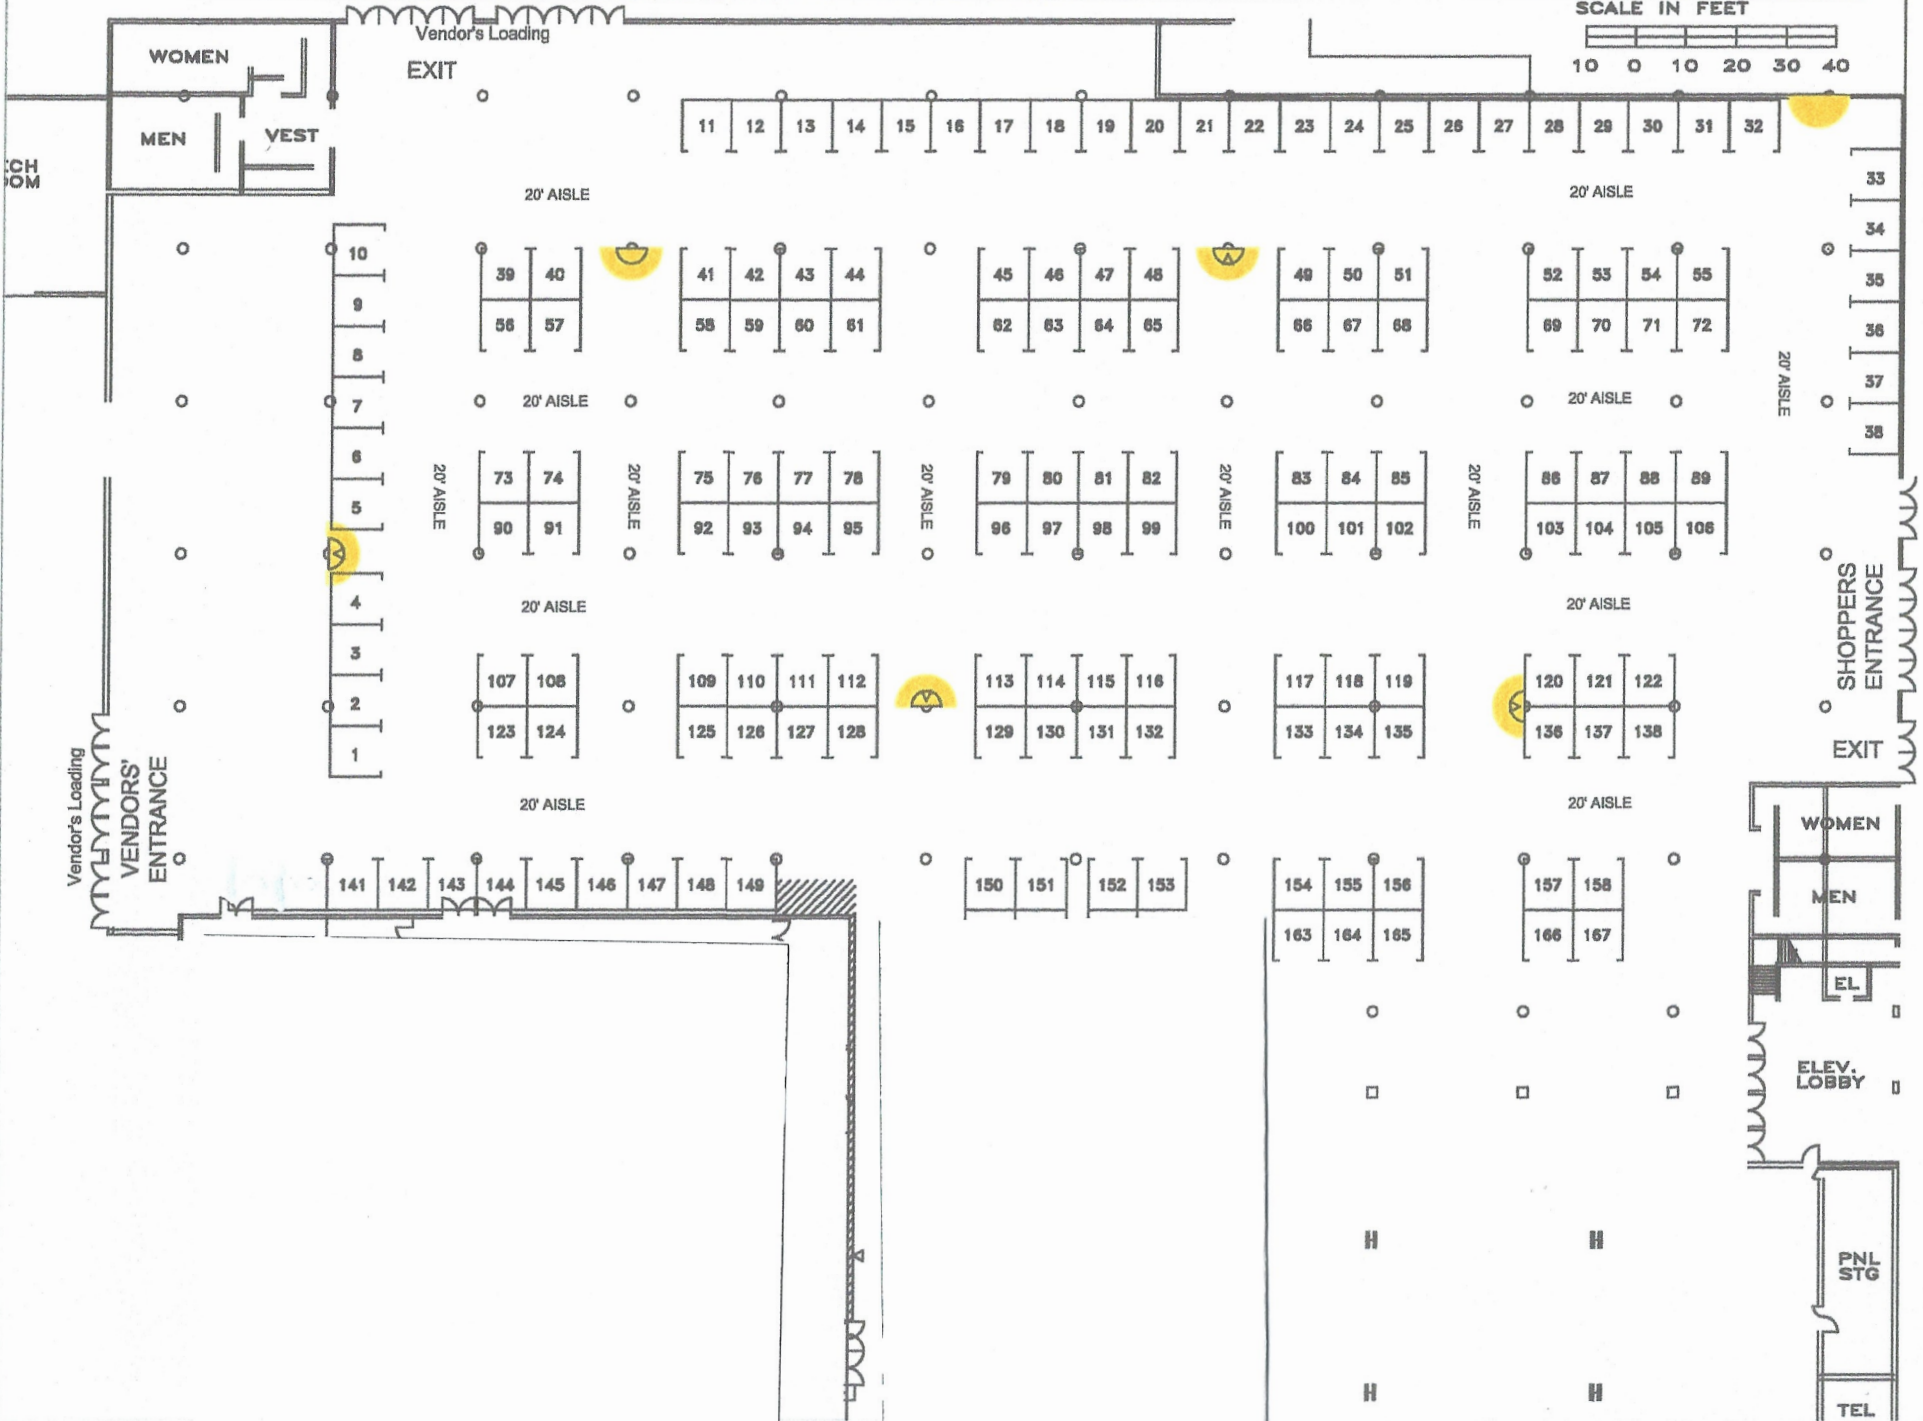 SCALE IN FEET
10 0 10 20 30 40
Vendor's Loading
EXIT
WOMEN
MEN
VEST
11 12 13 14 15 16 17 18 19 20 21 22 23 24 25 26 27 28 29 30 31 32
33
34
35
36
37
38
20' AISLE
20' AISLE
10
9
8
7
6
5
4
3
2
1
39 40 41 42 43 44 45 46 47 48 49 50 51 52 53 54 55
56 57 58 59 60 61 62 63 64 65 66 67 68 69 70 71 72
20' AISLE
20' AISLE
20' AISLE
73 74 75 76 77 78 79 80 81 82 83 84 85 86 87 88 89
90 91 92 93 94 95 96 97 98 99 100 101 102 103 104 105 106
20' AISLE
20' AISLE
20' AISLE
20' AISLE
20' AISLE
20' AISLE
20' AISLE
SHOPPERS
ENTRANCE
EXIT
107 108 109 110 111 112 113 114 115 116 117 118 119 120 121 122
123 124 125 126 127 128 129 130 131 132 133 134 135 136 137 138
20' AISLE
20' AISLE
Vendor's Loading
VENDORS'
ENTRANCE
141 142 143 144 145 146 147 148 149 150 151 152 153 154 155 156 157 158
163 164 165 166 167
WOMEN
MEN
EL
ELEV.
LOBBY
PNL
STG
TEL